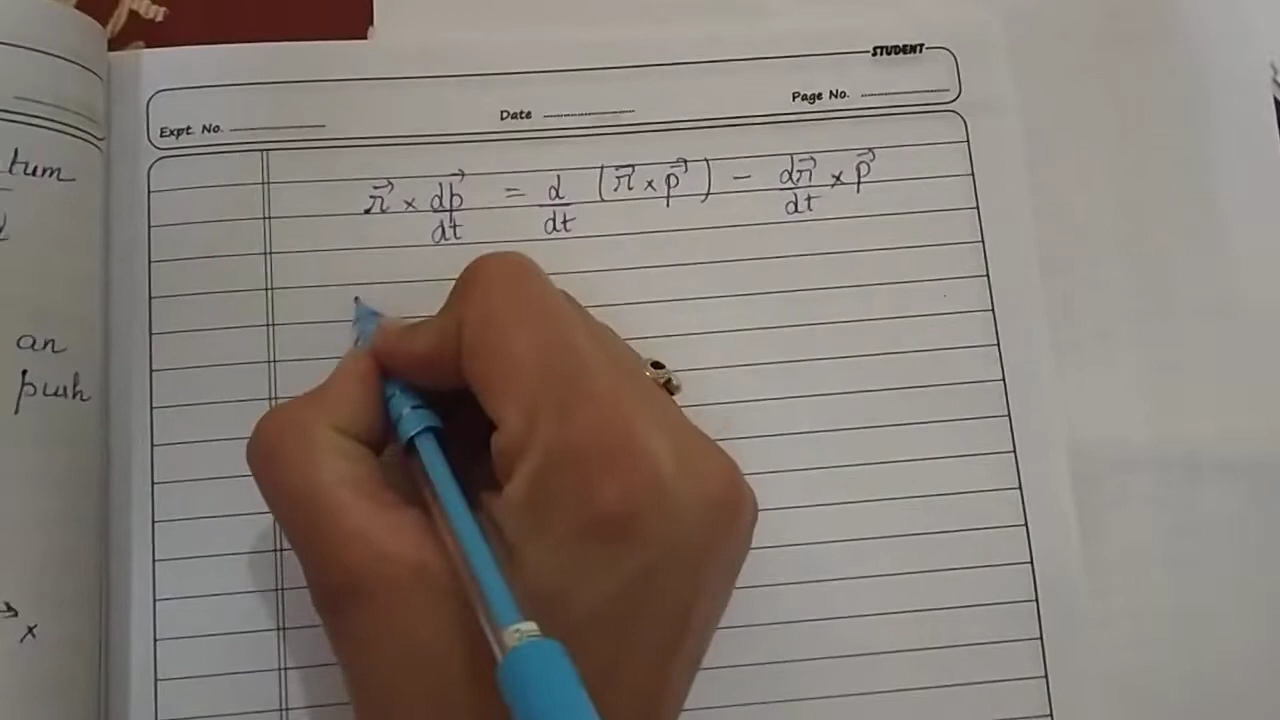 STUDENT
Expt. No. Date Page No.
tum
r⃗ × dp⃗/dt = d/dt (r⃗ × p⃗) − dr⃗/dt × p⃗
an
push
→
x